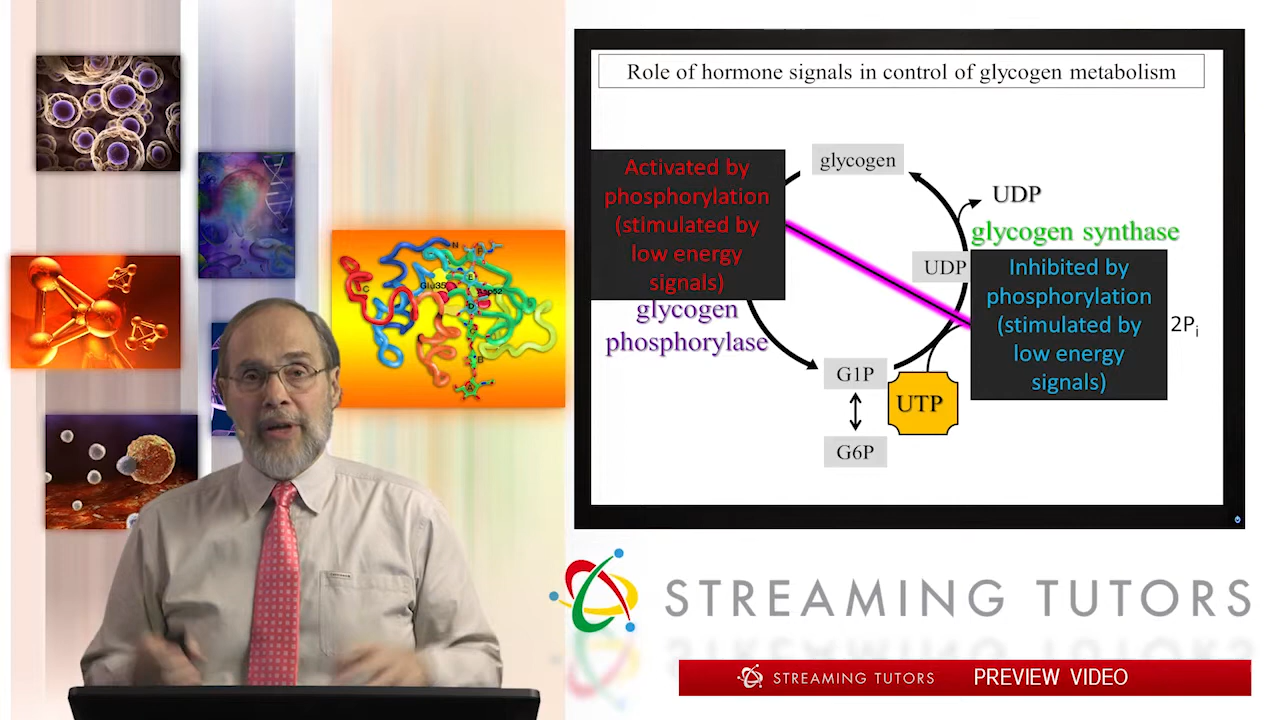 Role of hormone signals in control of glycogen metabolism
Activated by
phosphorylation
(stimulated by
low energy
signals)
glycogen
phosphorylase
glycogen
UDP
glycogen synthase
UDP
Inhibited by
phosphorylation
(stimulated by
low energy
signals)
2Pi
G1P
UTP
G6P
N
C
Glu35
E
D
B
STREAMING TUTORS
STREAMING TUTORS PREVIEW VIDEO